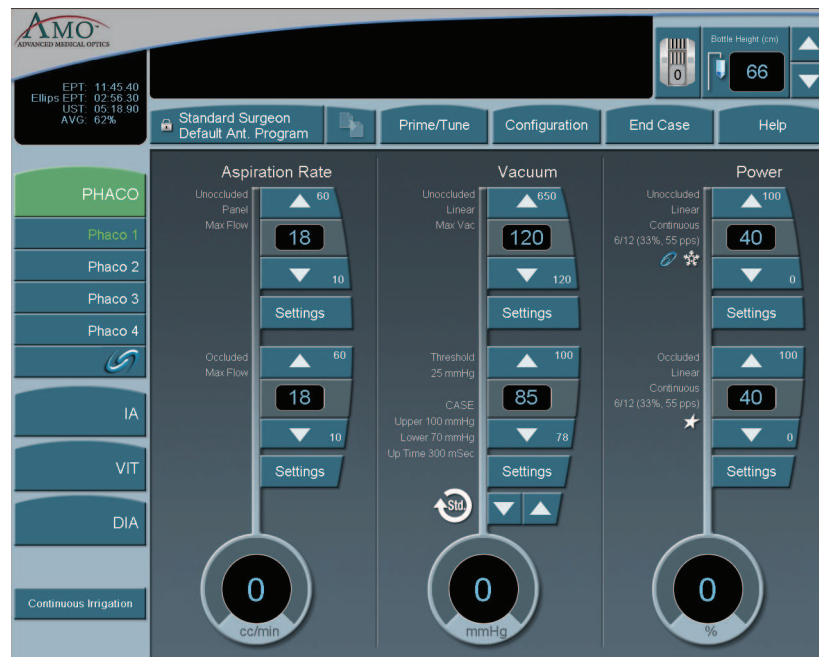 AMO
ADVANCED MEDICAL OPTICS
EPT: 11:45.40
Ellips EPT: 02:56.30
UST: 05:18.90
AVG: 62%
0
Bottle Height (cm)
66
Standard Surgeon
Default Ant. Program
Prime/Tune
Configuration
End Case
Help
PHACO
Phaco 1
Phaco 2
Phaco 3
Phaco 4
IA
VIT
DIA
Continuous Irrigation
Aspiration Rate
Unoccluded
Panel
Max Flow
60
18
10
Settings
Occluded
Max Flow
60
18
10
Settings
0
cc/min
Vacuum
Unoccluded
Linear
Max Vac
650
120
120
Settings
Threshold
25 mmHg
CASE
Upper 100 mmHg
Lower 70 mmHg
Up Time 300 mSec
100
85
78
Settings
Std.
0
mmHg
Power
Unoccluded
Linear
Continuous
6/12 (33%, 55 pps)
100
40
0
Settings
Occluded
Linear
Continuous
6/12 (33%, 55 pps)
100
40
0
Settings
0
%